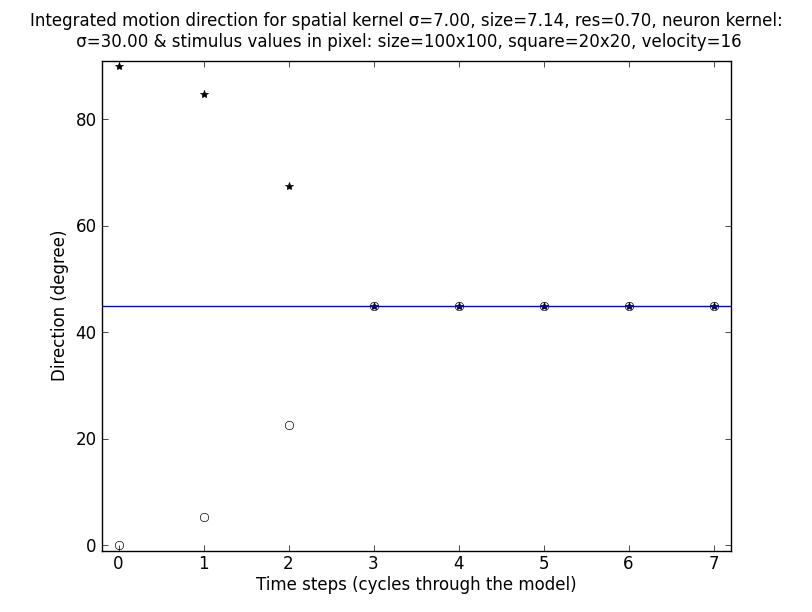 Integrated motion direction for spatial kernel σ=7.00, size=7.14, res=0.70, neuron kernel:
σ=30.00 & stimulus values in pixel: size=100x100, square=20x20, velocity=16
80
60
40
20
0
Direction (degree)
0 1 2 3 4 5 6 7
Time steps (cycles through the model)